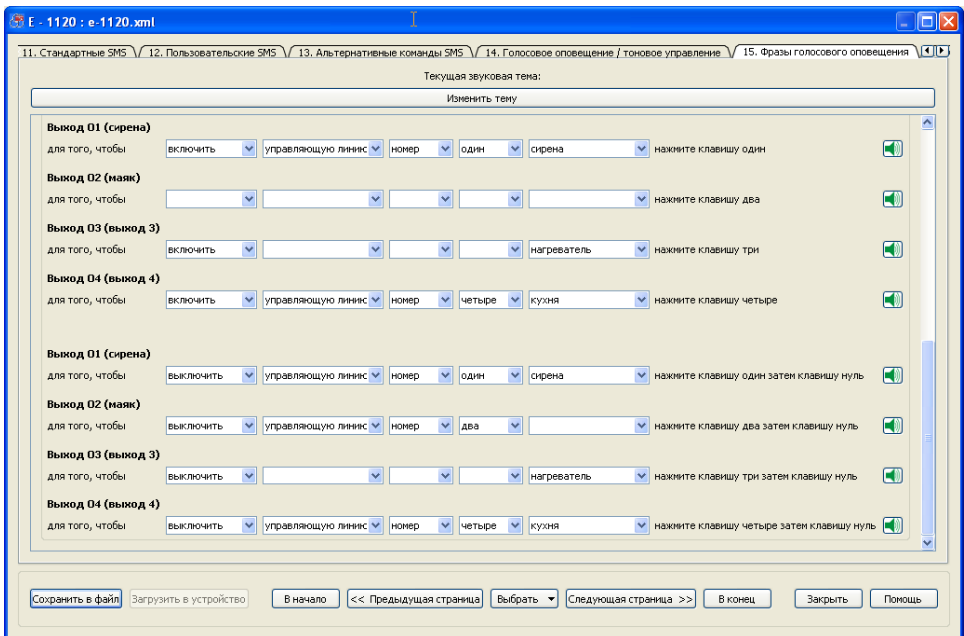 E - 1120 : e-1120.xml
11. Стандартные SMS 12. Пользовательские SMS 13. Альтернативные команды SMS 14. Голосовое оповещение / тоновое управление 15. Фразы голосового оповещения
Текущая звуковая тема:
Изменить тему
Выход 01 (сирена)
для того, чтобы включить управляющую линию номер один сирена нажмите клавишу один
Выход 02 (маяк)
для того, чтобы нажмите клавишу два
Выход 03 (выход 3)
для того, чтобы включить нагреватель нажмите клавишу три
Выход 04 (выход 4)
для того, чтобы включить управляющую линию номер четыре кухня нажмите клавишу четыре
Выход 01 (сирена)
для того, чтобы выключить управляющую линию номер один сирена нажмите клавишу один затем клавишу нуль
Выход 02 (маяк)
для того, чтобы выключить управляющую линию номер два нажмите клавишу два затем клавишу нуль
Выход 03 (выход 3)
для того, чтобы выключить нагреватель нажмите клавишу три затем клавишу нуль
Выход 04 (выход 4)
для того, чтобы выключить управляющую линию номер четыре кухня нажмите клавишу четыре затем клавишу нуль
Сохранить в файл Загрузить в устройство В начало << Предыдущая страница Выбрать Следующая страница >> В конец Закрыть Помощь